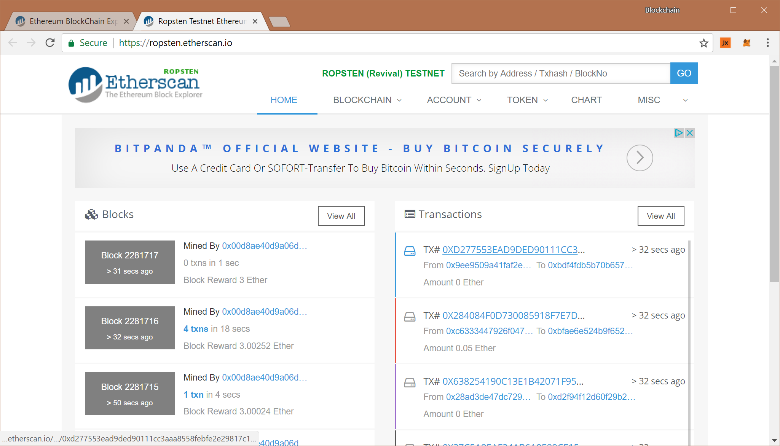 Blockchain
Ethereum BlockChain Exp
Ropsten Testnet Ethereum
Secure https://ropsten.etherscan.io
ROPSTEN
Etherscan
The Ethereum Block Explorer
ROPSTEN (Revival) TESTNET
Search by Address / Txhash / BlockNo
GO
HOME BLOCKCHAIN ACCOUNT TOKEN CHART MISC
BITPANDA™ OFFICIAL WEBSITE - BUY BITCOIN SECURELY
Use A Credit Card Or SOFORT-Transfer To Buy Bitcoin Within Seconds. SignUp Today
Blocks
View All
Block 2281717
> 31 secs ago
Mined By 0x00d8ae40d9a06d...
0 txns in 1 sec
Block Reward 3 Ether
Block 2281716
> 32 secs ago
Mined By 0x00d8ae40d9a06d...
4 txns in 18 secs
Block Reward 3.00252 Ether
Block 2281715
> 50 secs ago
Mined By 0x00d8ae40d9a06d...
1 txn in 4 secs
Block Reward 3.00024 Ether
Transactions
View All
TX# 0XD277553EAD9DED90111CC3... > 32 secs ago
From 0x9ee9509a41faf2e... To 0xbdf4fdb5b70b657...
Amount 0 Ether
TX# 0X284084F0D730085918F7E7D... > 32 secs ago
From 0xc6333447926f047... To 0xbfae6e524b9f652...
Amount 0.05 Ether
TX# 0X638254190C13E1B42071F95... > 32 secs ago
From 0x28ad3de47dc729... To 0xd2f94f12d60f29b2...
Amount 0 Ether
...etherscan.io/.../0xd277553ead9ded90111cc3aaa8558febfe2e29817c1...